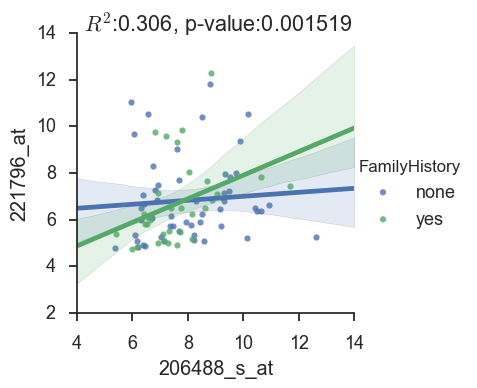 R²:0.306, p-value:0.001519
14
12
10
8
6
4
2
221796_at
4 6 8 10 12 14
206488_s_at
FamilyHistory
none
yes